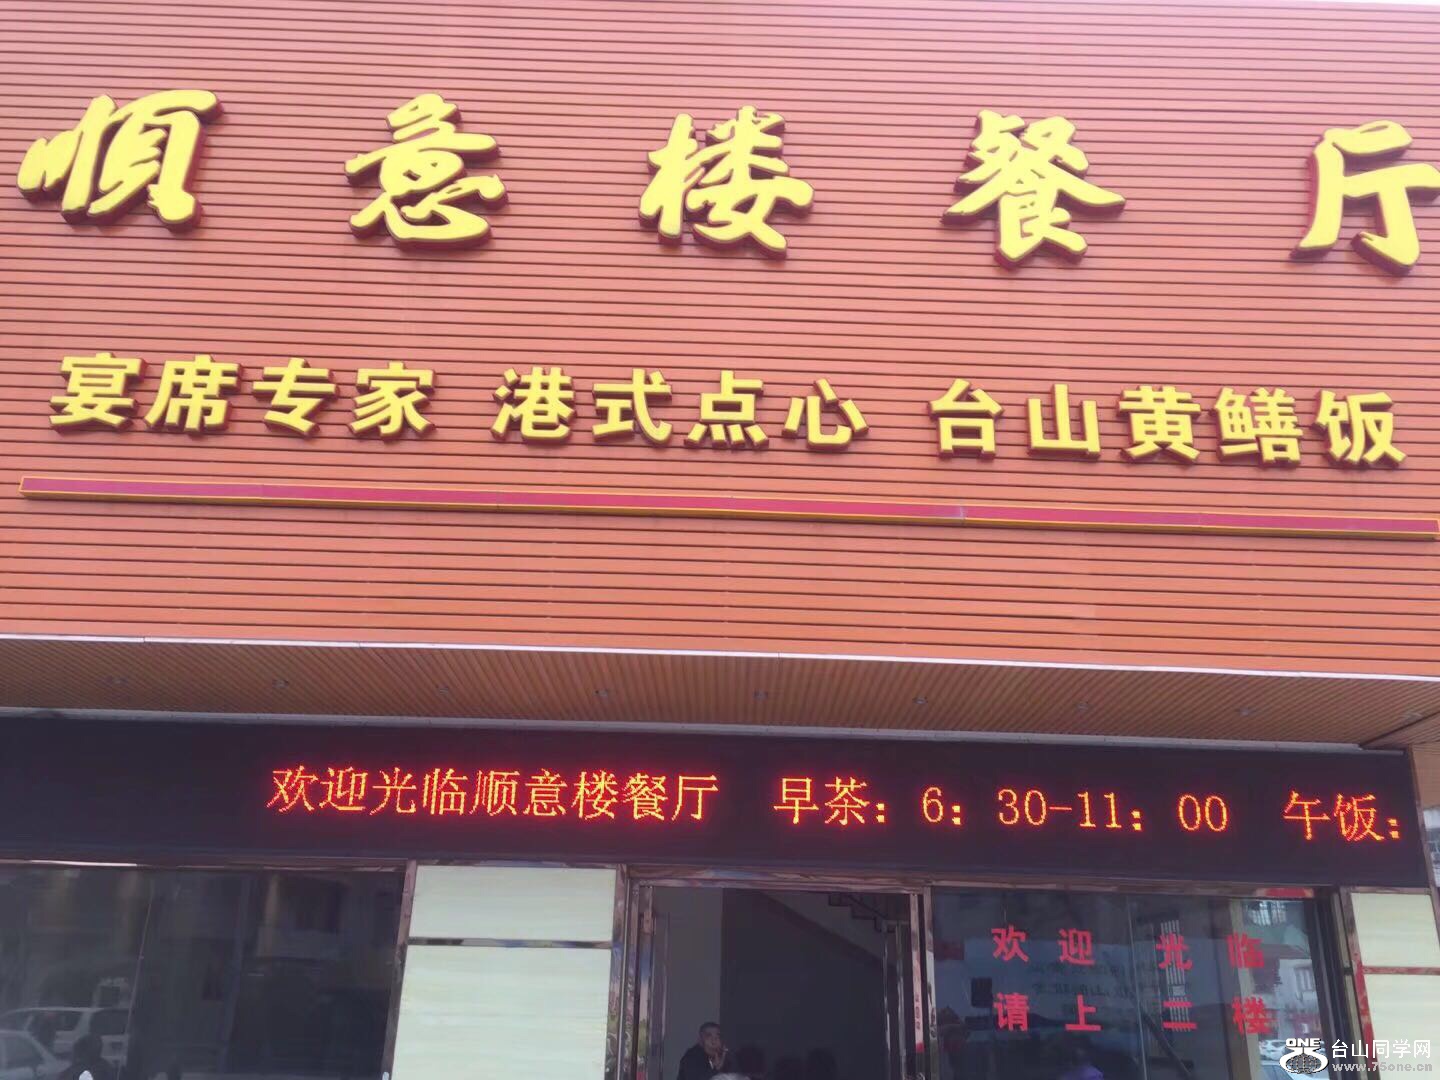 顺意楼餐厅
宴席专家 港式点心 台山黄鳝饭
欢迎光临顺意楼餐厅 早茶：6：30-11：00 午饭：
欢迎光临
请上二楼
ONE 台山同学网
www.75one.cn